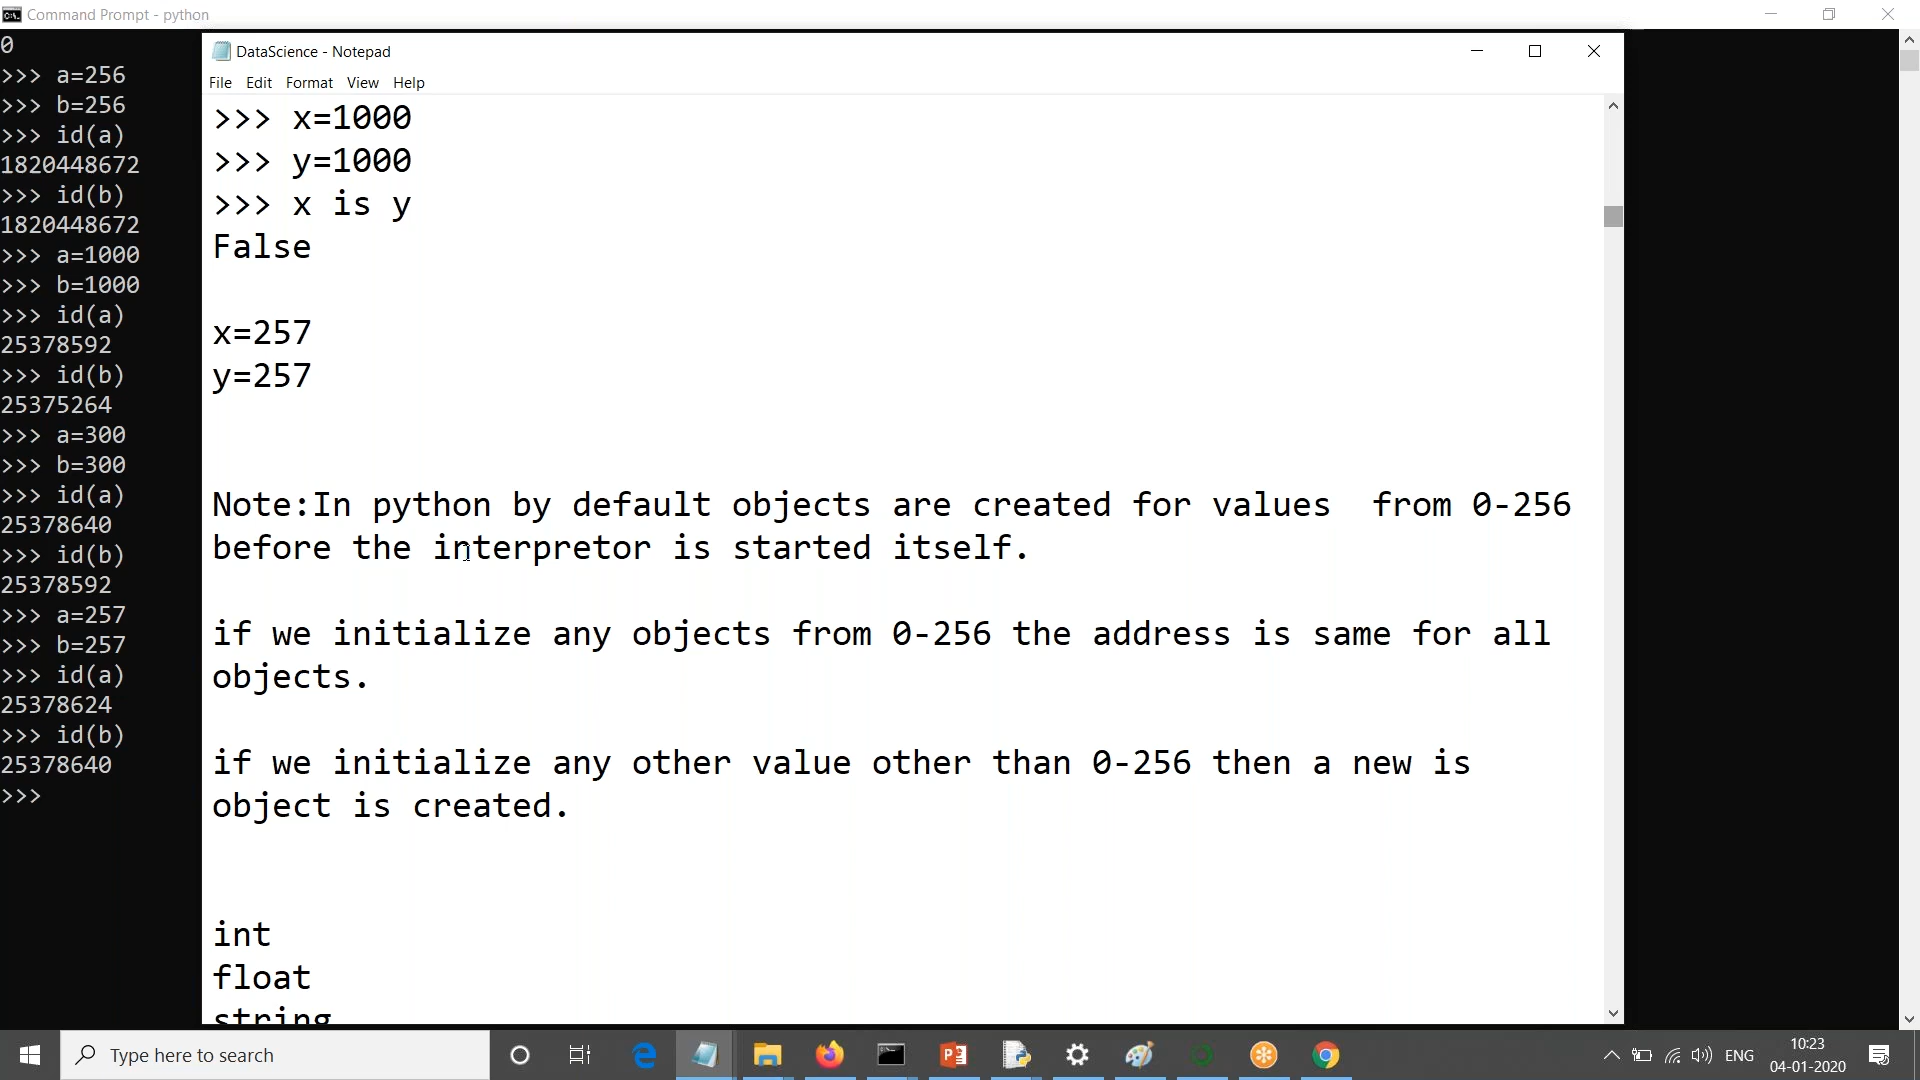 Command Prompt - python
0
>>> a=256
>>> b=256
>>> id(a)
1820448672
>>> id(b)
1820448672
>>> a=1000
>>> b=1000
>>> id(a)
25378592
>>> id(b)
25375264
>>> a=300
>>> b=300
>>> id(a)
25378640
>>> id(b)
25378592
>>> a=257
>>> b=257
>>> id(a)
25378624
>>> id(b)
25378640
>>>
DataScience - Notepad
File Edit Format View Help
>>> x=1000
>>> y=1000
>>> x is y
False
x=257
y=257
Note:In python by default objects are created for values  from 0-256
before the interpretor is started itself.
if we initialize any objects from 0-256 the address is same for all
objects.
if we initialize any other value other than 0-256 then a new is
object is created.
int
float
string
Type here to search
ENG
10:23
04-01-2020